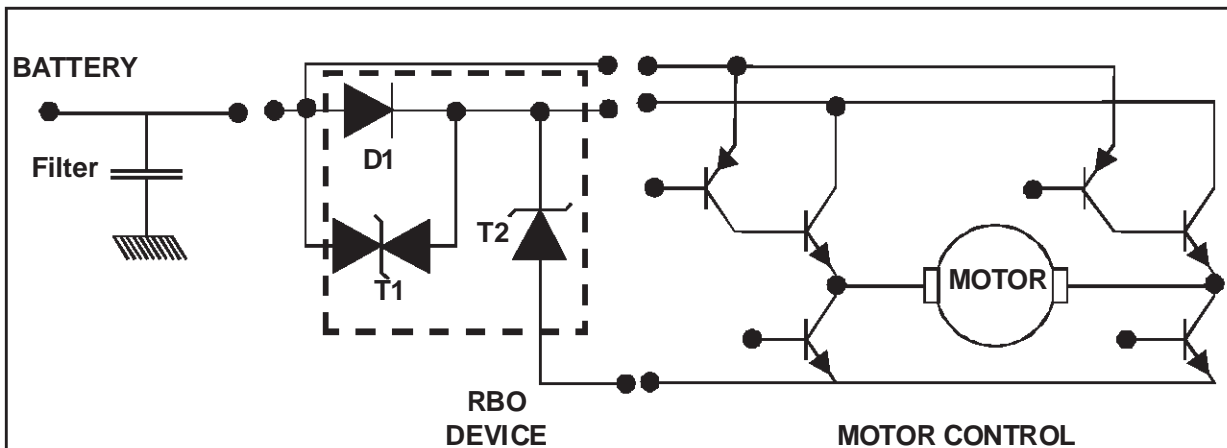 BATTERY
Filter
D1
T1
T2
MOTOR
RBO
DEVICE
MOTOR CONTROL